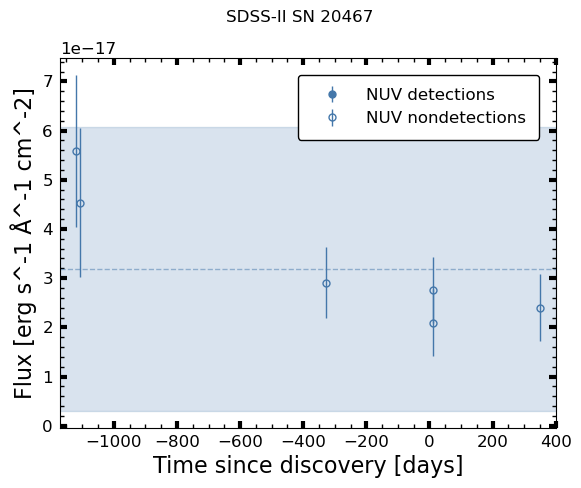 SDSS-II SN 20467
1e−17
NUV detections
NUV nondetections
7
6
5
4
3
2
1
0
Flux [erg s^-1 Å^-1 cm^-2]
−1000 −800 −600 −400 −200 0 200 400
Time since discovery [days]